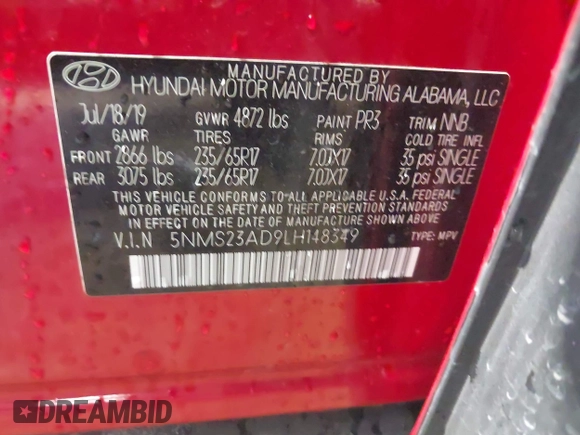 MANUFACTURED BY
HYUNDAI MOTOR MANUFACTURING ALABAMA, LLC
Jul/18/19 GVWR 4872 lbs PAINT PR3 TRIM NNB
GAWR TIRES RIMS COLD TIRE INFL
FRONT 2866 lbs 235/65R17 7.0JX17 35 psi SINGLE
REAR 3075 lbs 235/65R17 7.0JX17 35 psi SINGLE
THIS VEHICLE CONFORMS TO ALL APPLICABLE U.S.A. FEDERAL
MOTOR VEHICLE SAFETY AND THEFT PREVENTION STANDARDS
IN EFFECT ON THE DATE OF MANUFACTURE SHOWN ABOVE.
V.I.N 5NMS23AD9LH148349 TYPE: MPV
DREAMBID